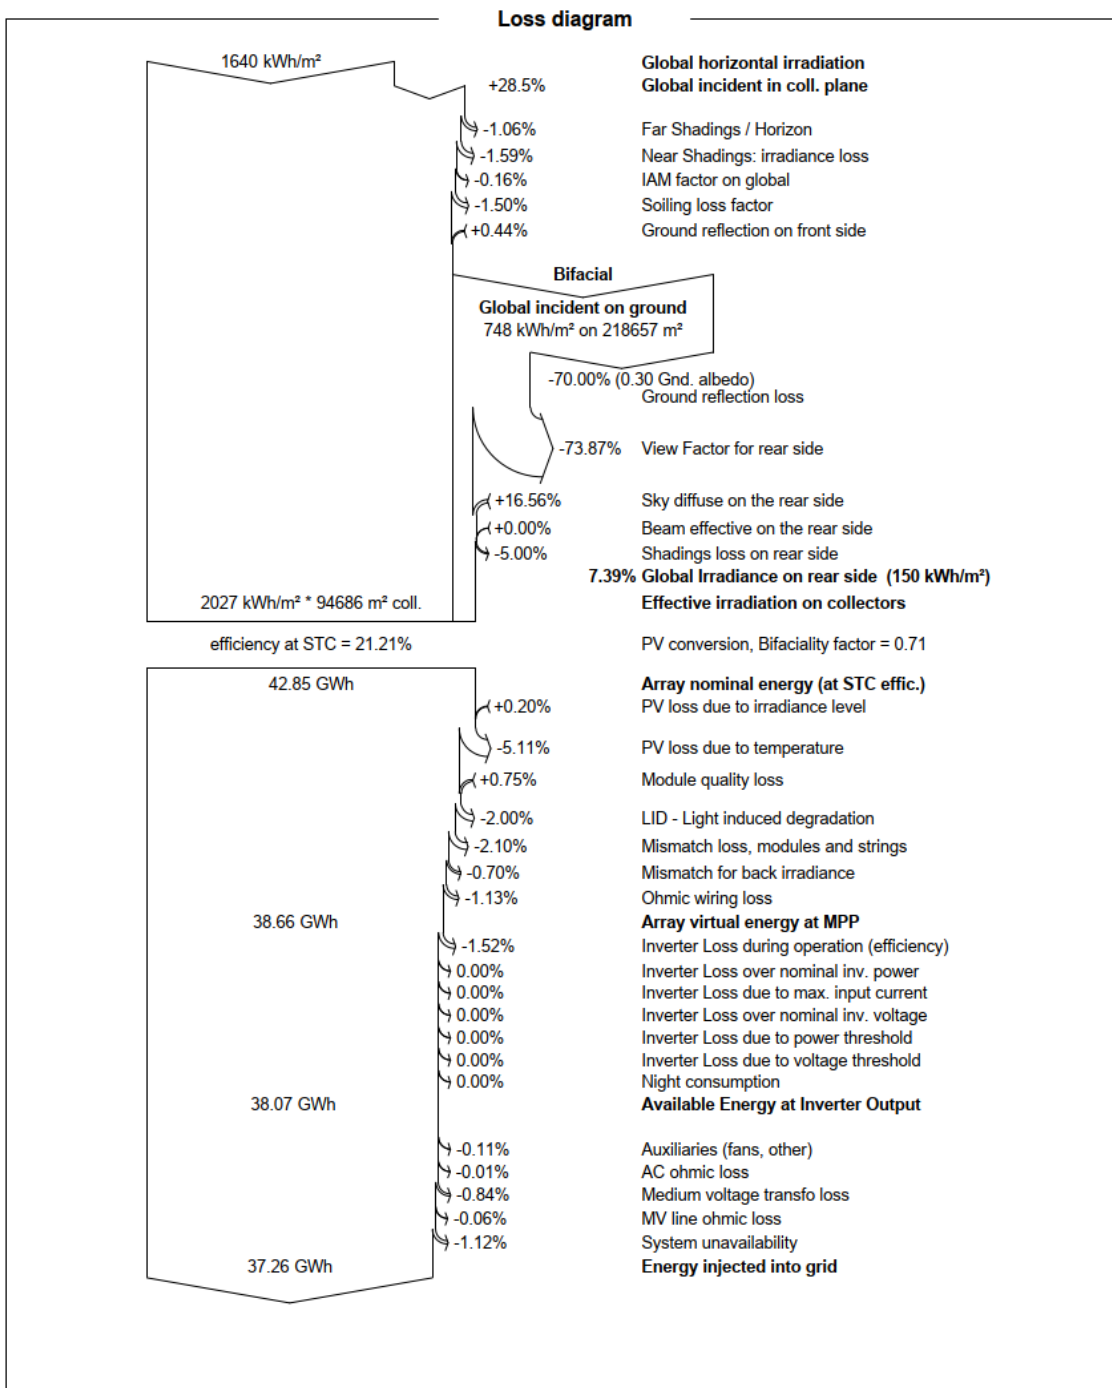 Loss diagram
1640 kWh/m²
Global horizontal irradiation
+28.5% Global incident in coll. plane
-1.06% Far Shadings / Horizon
-1.59% Near Shadings: irradiance loss
-0.16% IAM factor on global
-1.50% Soiling loss factor
+0.44% Ground reflection on front side
Bifacial
Global incident on ground
748 kWh/m² on 218657 m²
-70.00% (0.30 Gnd. albedo)
Ground reflection loss
-73.87% View Factor for rear side
+16.56% Sky diffuse on the rear side
+0.00% Beam effective on the rear side
-5.00% Shadings loss on rear side
7.39% Global Irradiance on rear side (150 kWh/m²)
2027 kWh/m² * 94686 m² coll. Effective irradiation on collectors
efficiency at STC = 21.21% PV conversion, Bifaciality factor = 0.71
42.85 GWh Array nominal energy (at STC effic.)
+0.20% PV loss due to irradiance level
-5.11% PV loss due to temperature
+0.75% Module quality loss
-2.00% LID - Light induced degradation
-2.10% Mismatch loss, modules and strings
-0.70% Mismatch for back irradiance
-1.13% Ohmic wiring loss
38.66 GWh Array virtual energy at MPP
-1.52% Inverter Loss during operation (efficiency)
0.00% Inverter Loss over nominal inv. power
0.00% Inverter Loss due to max. input current
0.00% Inverter Loss over nominal inv. voltage
0.00% Inverter Loss due to power threshold
0.00% Inverter Loss due to voltage threshold
0.00% Night consumption
38.07 GWh Available Energy at Inverter Output
-0.11% Auxiliaries (fans, other)
-0.01% AC ohmic loss
-0.84% Medium voltage transfo loss
-0.06% MV line ohmic loss
-1.12% System unavailability
37.26 GWh Energy injected into grid